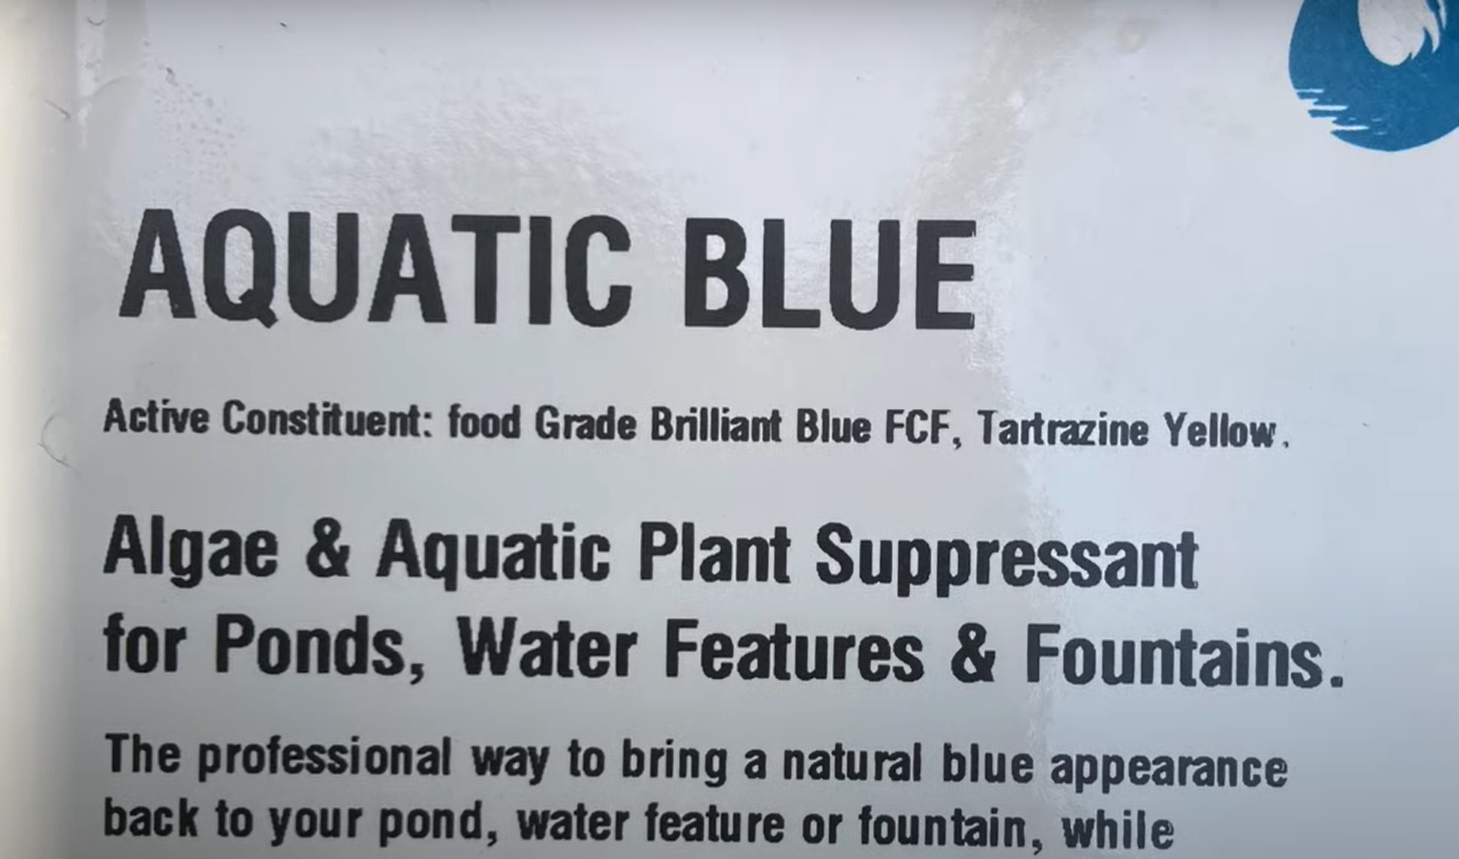 AQUATIC BLUE
Active Constituent: food Grade Brilliant Blue FCF, Tartrazine Yellow.
Algae & Aquatic Plant Suppressant
for Ponds, Water Features & Fountains.
The professional way to bring a natural blue appearance
back to your pond, water feature or fountain, while